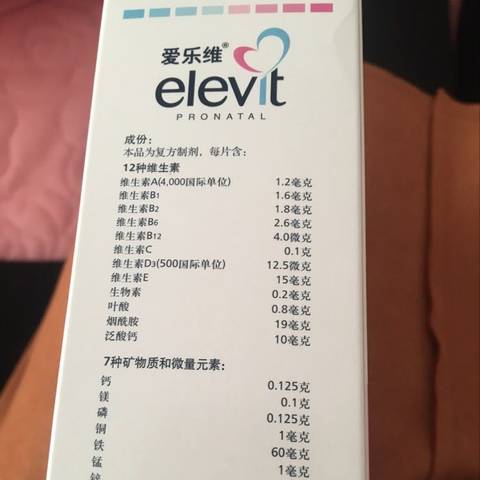 爱乐维®
elevit
PRONATAL
成份：
本品为复方制剂，每片含：
12种维生素
维生素A(4,000国际单位) 1.2毫克
维生素B1 1.6毫克
维生素B2 1.8毫克
维生素B6 2.6毫克
维生素B12 4.0微克
维生素C 0.1克
维生素D3(500国际单位) 12.5微克
维生素E 15毫克
生物素 0.2毫克
叶酸 0.8毫克
烟酰胺 19毫克
泛酸钙 10毫克
7种矿物质和微量元素：
钙 0.125克
镁 0.1克
磷 0.125克
铜 1毫克
铁 60毫克
锰 1毫克
锌